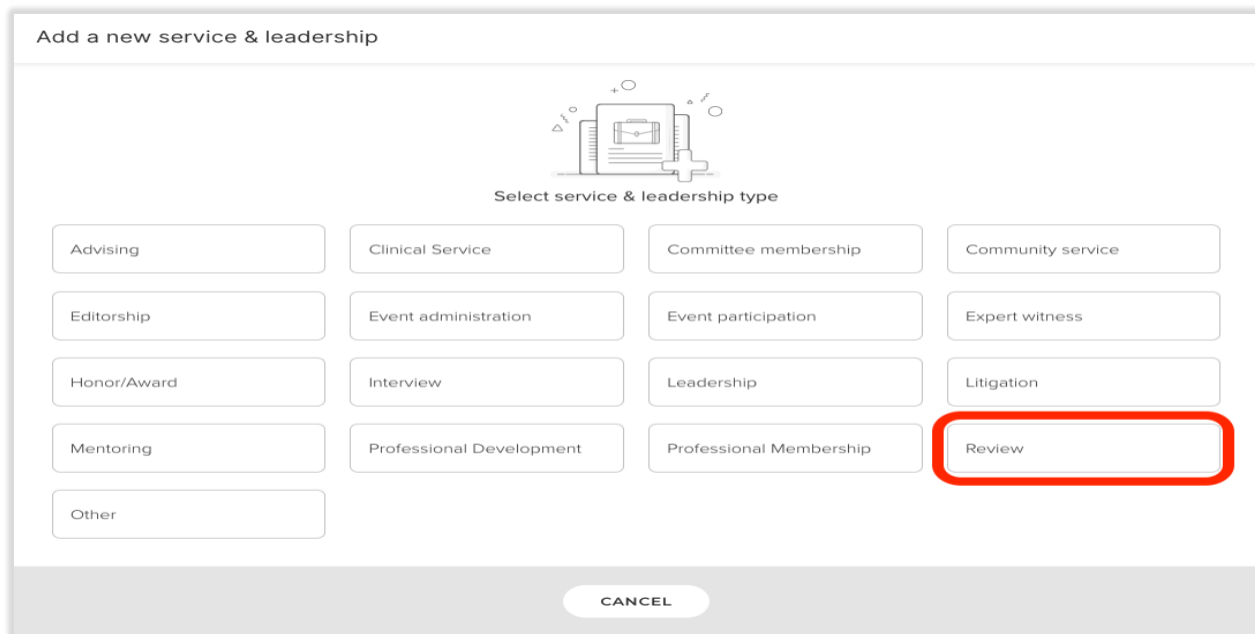 Add a new service & leadership
Select service & leadership type
Advising
Clinical Service
Committee membership
Community service
Editorship
Event administration
Event participation
Expert witness
Honor/Award
Interview
Leadership
Litigation
Mentoring
Professional Development
Professional Membership
Review
Other
CANCEL